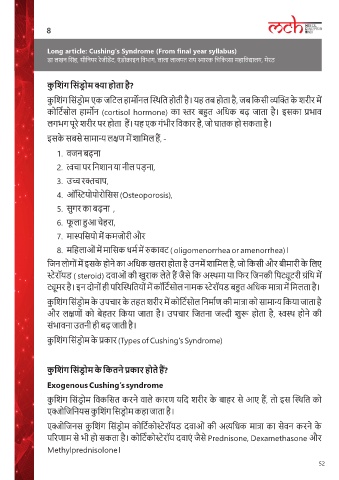 8
mch
Long article: Cushing's Syndrome (From final year syllabus)
कुशिंग सिंड्रोम क्या होता है?
कुशिंग सिंड्रोम एक जटिल हार्मोनल स्थिति होती है। यह तब होता है, जब किसी व्यक्ति के शरीर में
कोर्टिसोल हार्मोन (cortisol hormone) का स्तर बहुत अधिक बढ़ जाता है। इसका प्रभाव
लगभग पूरे शरीर पर होता है। यह एक गंभीर विकार है, जो घातक हो सकता है।
इसके सबसे सामान्य लक्षण में शामिल हैं, -
1. वजन बढ़ना
2. त्वचा पर निशान या नील पड़ना,
3. उच्च रक्तचाप,
4. ऑस्टियोपोरोसिस (Osteoporosis),
5. सुगर का बढ़ना ,
6. फूला हुआ चेहरा,
7. मास्पसियो में कमजोरी और
8. महिलाओं में मासिक धर्म में रुकावट ( oligomenorrhea or amenorrhea)।
जिन लोगों में इसके होने का अधिक खतरा होता है उनमें शामिल है, जो किसी और बीमारी के लिए
स्टेरॉयड ( steroid) दवाओं की खुराक लेते हैं जैसे कि अस्थमा या फिर जिनकी पिट्यूटरी ग्रंथि में
ट्यूमर है। इन दोनों ही परिस्थितियों में कॉर्टिसोल नामक स्टेरॉयड बहुत अधिक मात्रा में मिलता है।
कुशिंग सिंड्रोम के उपचार के तहत शरीर में कोर्टिसोल निर्माण की मात्रा को सामान्य किया जाता है
और लक्षणों को बेहतर किया जाता है। उपचार जितना जल्दी शुरू होता है, स्वस्थ होने की
संभावना उतनी ही बढ़ जाती है।
कुशिंग सिंड्रोम के प्रकार (Types of Cushing's Syndrome)
कुशिंग सिंड्रोम के कितने प्रकार होते हैं?
Exogenous Cushing's syndrome
कुशिंग सिंड्रोम विकसित करने वाले कारण यदि शरीर के बाहर से आए हैं, तो इस स्थिति को
एक्जोजिनियस कुशिंग सिंड्रोम कहा जाता है।
एक्जोजिनस कुशिंग सिंड्रोम कोर्टिकोस्टेरॉयड दवाओं की अत्यधिक मात्रा का सेवन करने के
परिणाम से भी हो सकता है। कोर्टिकोस्टेरॉयड दवाएं जैसे Prednisone, Dexamethasone और
Methylprednisolone।
52